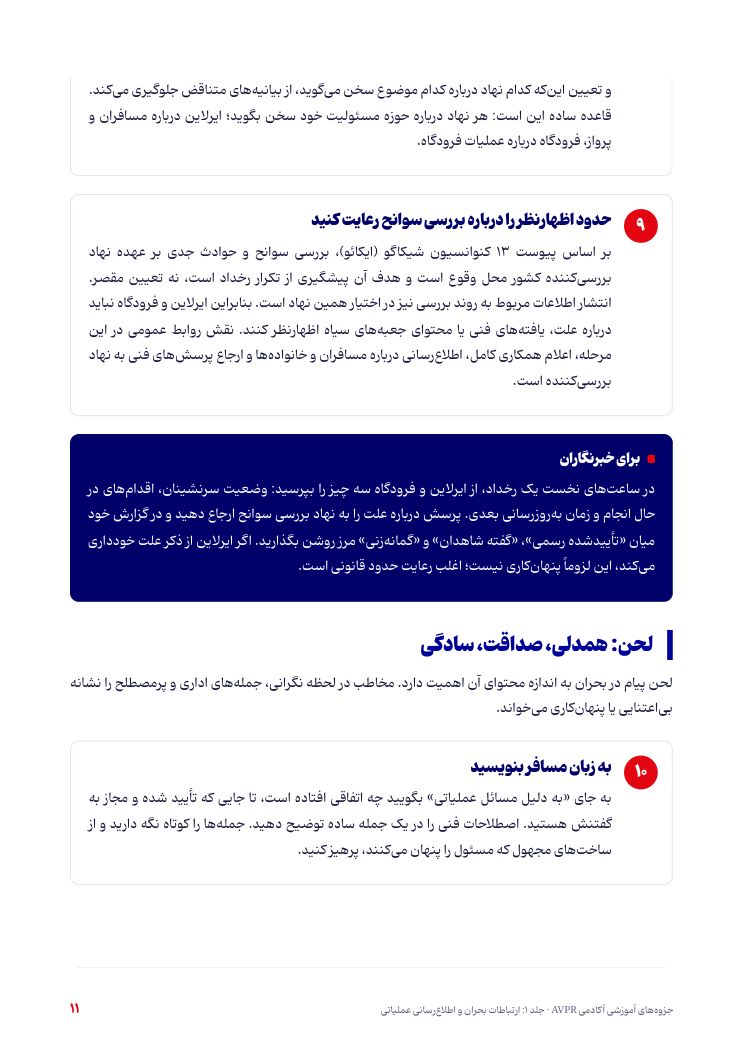 و تعیین این‌که کدام نهاد درباره کدام موضوع سخن می‌گوید، از بیانیه‌های متناقض جلوگیری می‌کند.
قاعده ساده این است: هر نهاد درباره حوزه مسئولیت خود سخن بگوید؛ ایرلاین درباره مسافران و
پرواز، فرودگاه درباره عملیات فرودگاه.
۹
حدود اظهارنظر را درباره بررسی سوانح رعایت کنید
بر اساس پیوست ۱۳ کنوانسیون شیکاگو (ایکائو)، بررسی سوانح و حوادث جدی بر عهده نهاد
بررسی‌کننده کشور محل وقوع است و هدف آن پیشگیری از تکرار رخداد است، نه تعیین مقصر.
انتشار اطلاعات مربوط به روند بررسی نیز در اختیار همین نهاد است. بنابراین ایرلاین و فرودگاه نباید
درباره علت، یافته‌های فنی یا محتوای جعبه‌های سیاه اظهارنظر کنند. نقش روابط عمومی در این
مرحله، اعلام همکاری کامل، اطلاع‌رسانی درباره مسافران و خانواده‌ها و ارجاع پرسش‌های فنی به نهاد
بررسی‌کننده است.
برای خبرنگاران
در ساعت‌های نخست یک رخداد، از ایرلاین و فرودگاه سه چیز را بپرسید: وضعیت سرنشینان، اقدام‌های در
حال انجام و زمان به‌روزرسانی بعدی. پرسش درباره علت را به نهاد بررسی سوانح ارجاع دهید و در گزارش خود
میان «تأییدشده رسمی»، «گفته شاهدان» و «گمانه‌زنی» مرز روشن بگذارید. اگر ایرلاین از ذکر علت خودداری
می‌کند، این لزوماً پنهان‌کاری نیست؛ اغلب رعایت حدود قانونی است.
لحن: همدلی، صداقت، سادگی
لحن پیام در بحران به اندازه محتوای آن اهمیت دارد. مخاطب در لحظه نگرانی، جمله‌های اداری و پرمصطلح را نشانه
بی‌اعتنایی یا پنهان‌کاری می‌خواند.
۱۰
به زبان مسافر بنویسید
به جای «به دلیل مسائل عملیاتی» بگویید چه اتفاقی افتاده است، تا جایی که تأیید شده و مجاز به
گفتنش هستید. اصطلاحات فنی را در یک جمله ساده توضیح دهید. جمله‌ها را کوتاه نگه دارید و از
ساخت‌های مجهول که مسئول را پنهان می‌کنند، پرهیز کنید.
جزوه‌های آموزشی آکادمی AVPR · جلد ۱: ارتباطات بحران و اطلاع‌رسانی عملیاتی
۱۱